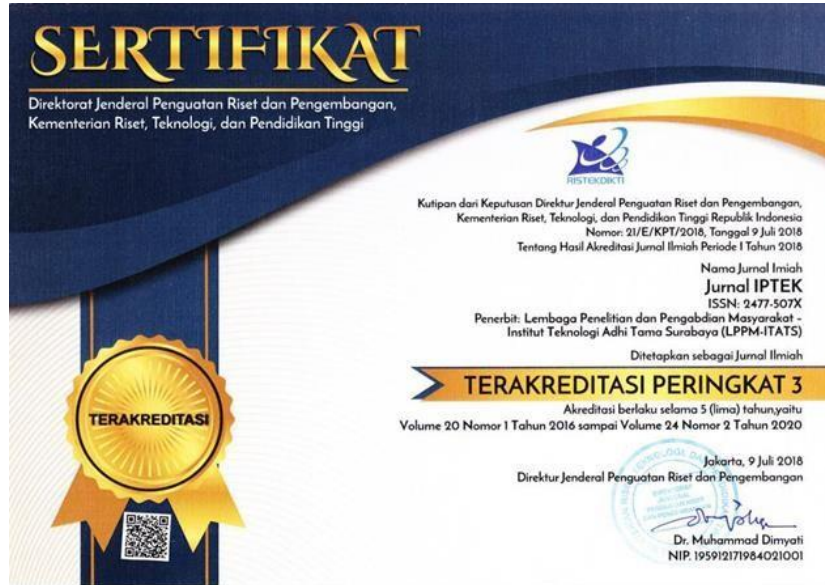 SERTIFIKAT
Direktorat Jenderal Penguatan Riset dan Pengembangan,
Kementerian Riset, Teknologi, dan Pendidikan Tinggi
RISTEKDIKTI
Kutipan dari Keputusan Direktur Jenderal Penguatan Riset dan Pengembangan,
Kementerian Riset, Teknologi, dan Pendidikan Tinggi Republik Indonesia
Nomor: 21/E/KPT/2018, Tanggal 9 Juli 2018
Tentang Hasil Akreditasi Jurnal Ilmiah Periode I Tahun 2018
Nama Jurnal Imiah
Jurnal IPTEK
ISSN: 2477-507X
Penerbit: Lembaga Penelitian dan Pengabdian Masyarakat -
Institut Teknologi Adhi Tama Surabaya (LPPM-ITATS)
Ditetapkan sebagai Jurnal Ilmiah
TERAKREDITASI PERINGKAT 3
Akreditasi berlaku selama 5 (lima) tahun,yaitu
Volume 20 Nomor 1 Tahun 2016 sampai Volume 24 Nomor 2 Tahun 2020
TERAKREDITASI
Jakarta, 9 Juli 2018
Direktur Jenderal Penguatan Riset dan Pengembangan
Dr. Muhammad Dimyati
NIP. 195912171984021001